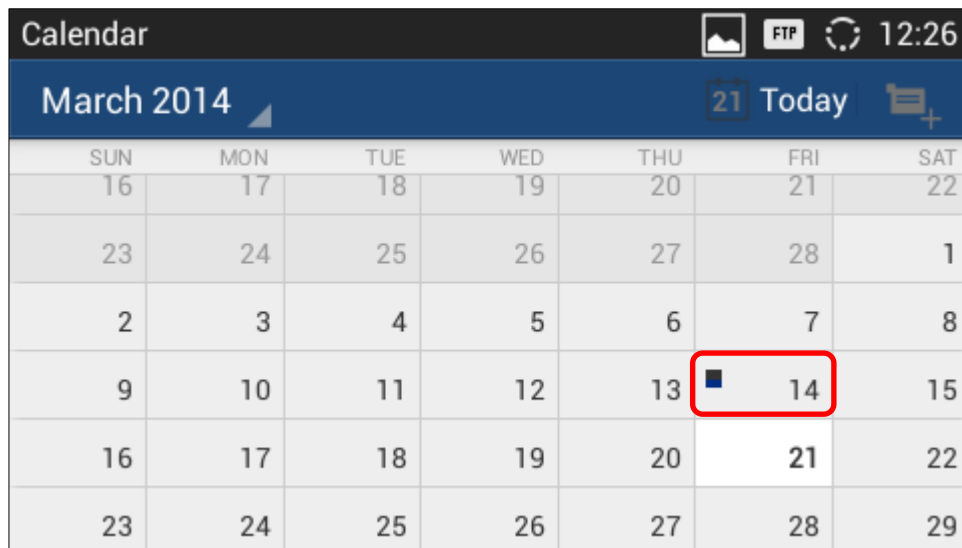 Calendar FTP 12:26
March 2014 21 Today
SUN MON TUE WED THU FRI SAT
16 17 18 19 20 21 22
23 24 25 26 27 28 1
2 3 4 5 6 7 8
9 10 11 12 13 14 15
16 17 18 19 20 21 22
23 24 25 26 27 28 29